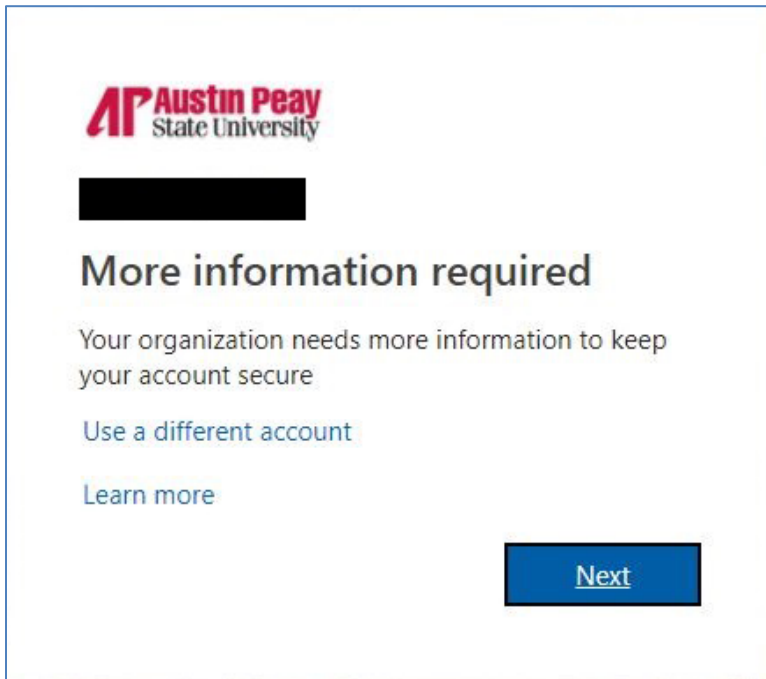 AP Austin Peay
State University
More information required
Your organization needs more information to keep
your account secure
Use a different account
Learn more
Next